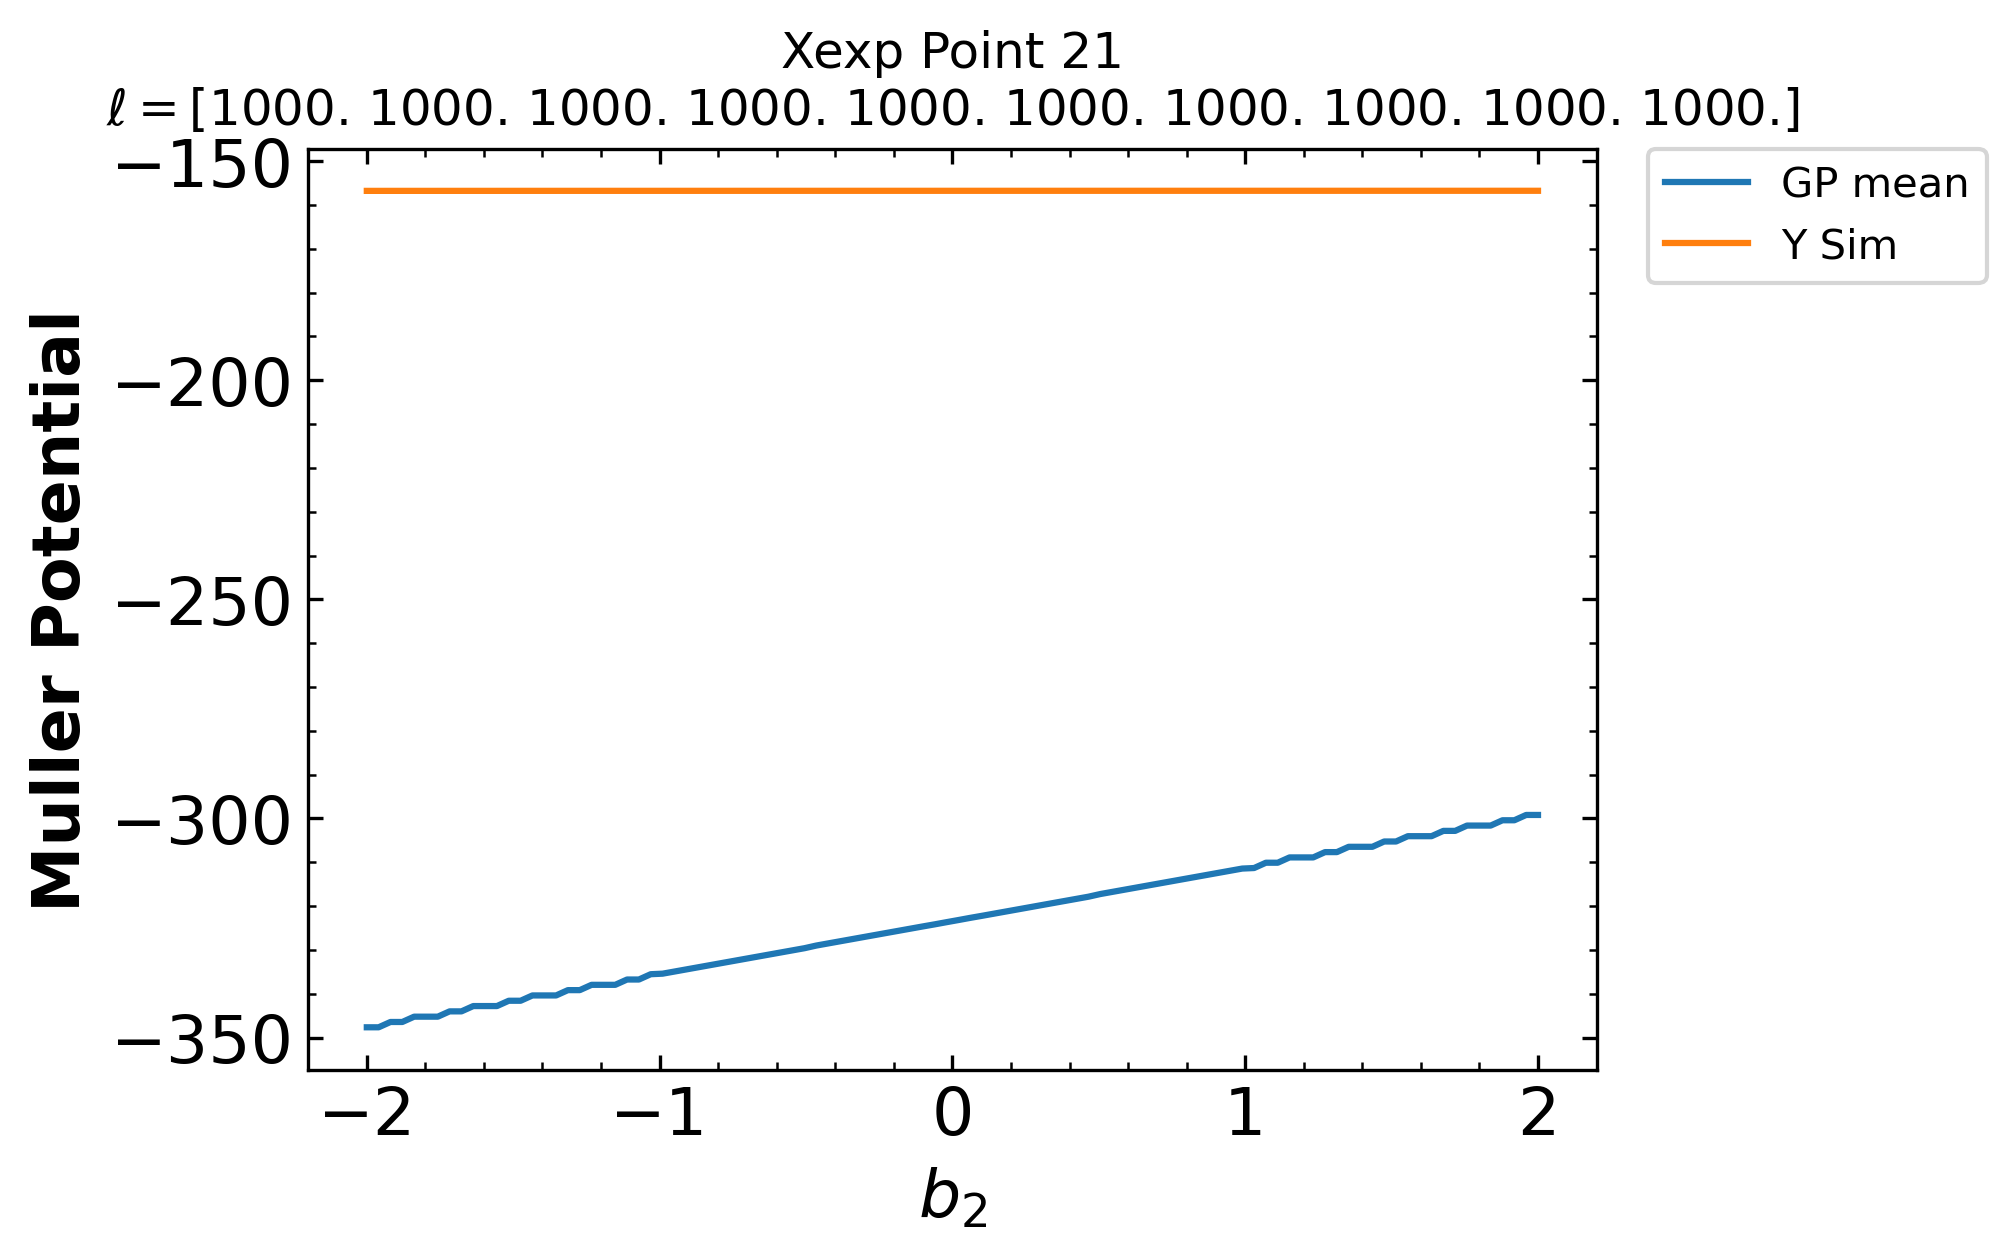 Xexp Point 21
ℓ = [1000. 1000. 1000. 1000. 1000. 1000. 1000. 1000. 1000. 1000.]
GP mean
Y Sim
Muller Potential
−150
−200
−250
−300
−350
−2 −1 0 1 2
b₂